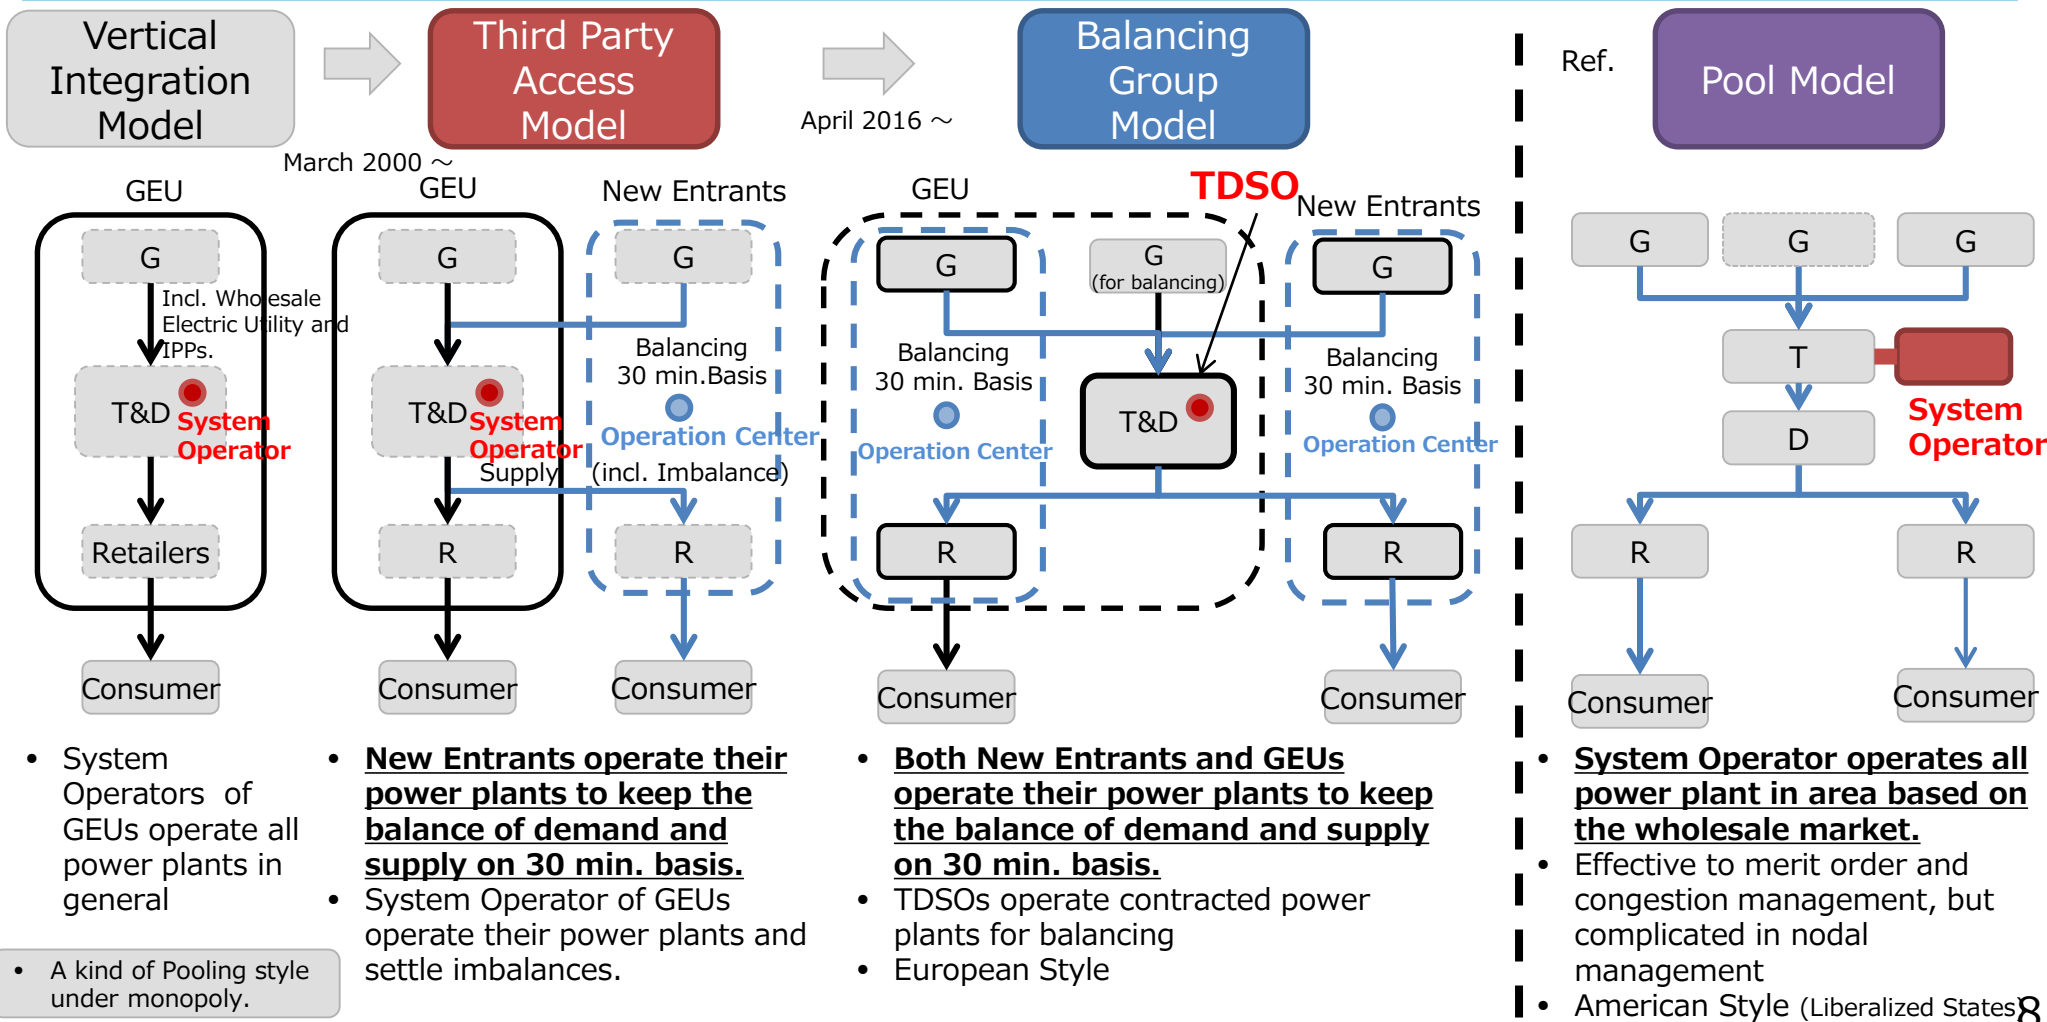 Vertical
Integration
Model
March 2000 ～
Third Party
Access
Model
April 2016 ～
Balancing
Group
Model
Ref.
Pool Model
GEU
G
Incl. Wholesale
Electric Utility and
IPPs.
T&D
System
Operator
Retailers
Consumer
GEU
G
T&D
System
Operator
Supply
R
Consumer
New Entrants
G
Balancing
30 min.Basis
Operation Center
(incl. Imbalance)
R
Consumer
GEU
G
Balancing
30 min. Basis
Operation Center
R
Consumer
TDSO
G
(for balancing)
T&D
New Entrants
G
Balancing
30 min. Basis
Operation Center
R
Consumer
G
G
G
T
System
Operator
D
R
R
Consumer
Consumer
• System
Operators of
GEUs operate all
power plants in
general
• A kind of Pooling style
under monopoly.
• New Entrants operate their
power plants to keep the
balance of demand and
supply on 30 min. basis.
• System Operator of GEUs
operate their power plants and
settle imbalances.
• Both New Entrants and GEUs
operate their power plants to keep
the balance of demand and supply
on 30 min. basis.
• TDSOs operate contracted power
plants for balancing
• European Style
• System Operator operates all
power plant in area based on
the wholesale market.
• Effective to merit order and
congestion management, but
complicated in nodal
management
• American Style (Liberalized States)
8